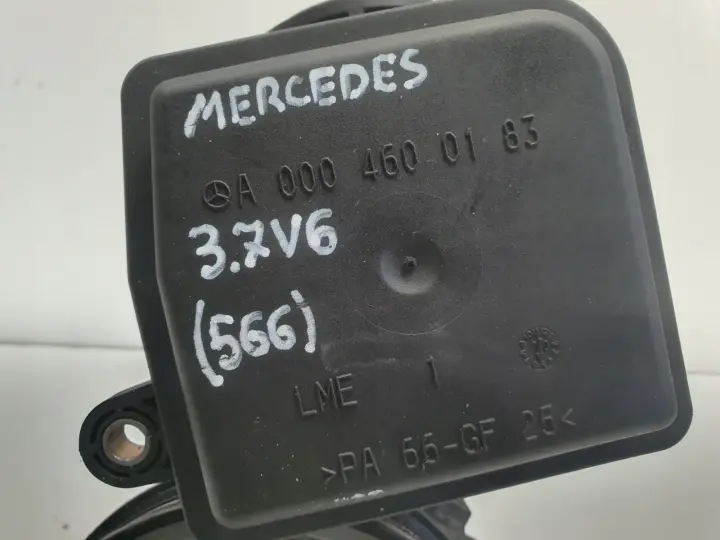 MERCEDES
A 000 460 01 83
3.7V6
(566)
LME 1
>PA 66-GF 25<